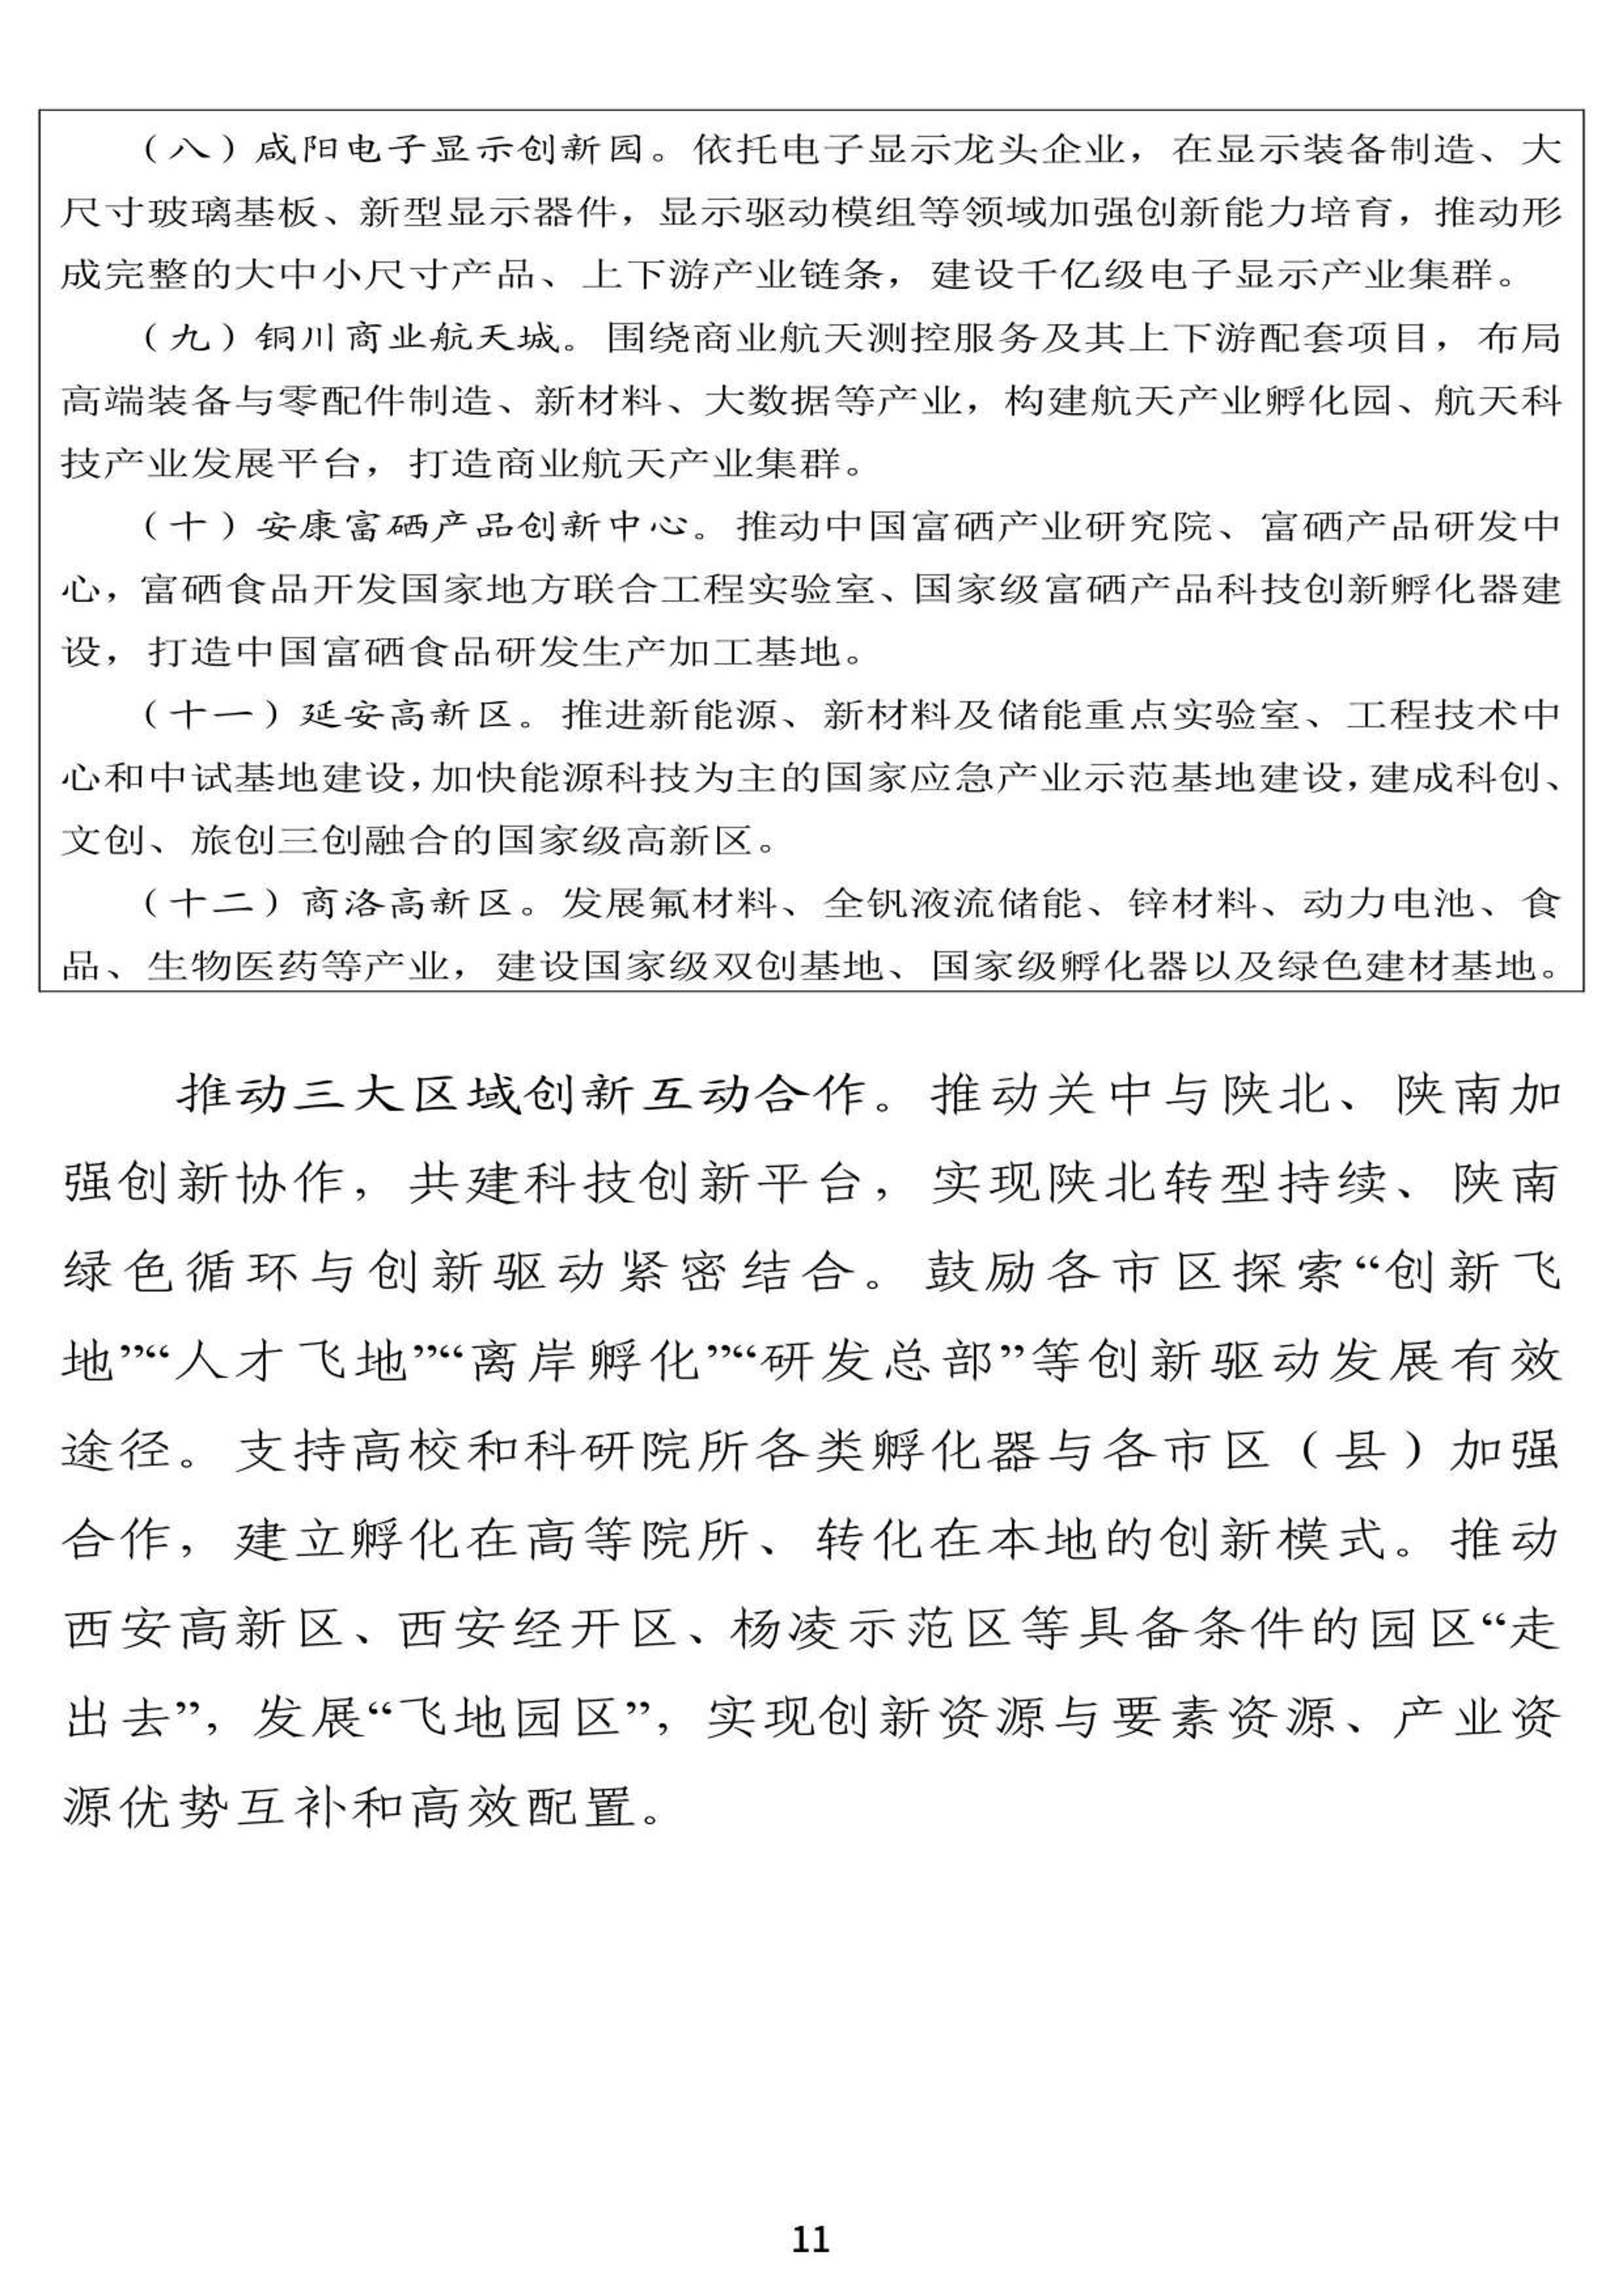 （八）咸阳电子显示创新园。依托电子显示龙头企业，在显示装备制造、大
尺寸玻璃基板、新型显示器件，显示驱动模组等领域加强创新能力培育，推动形
成完整的大中小尺寸产品、上下游产业链条，建设千亿级电子显示产业集群。
（九）铜川商业航天城。围绕商业航天测控服务及其上下游配套项目，布局
高端装备与零配件制造、新材料、大数据等产业，构建航天产业孵化园、航天科
技产业发展平台，打造商业航天产业集群。
（十）安康富硒产品创新中心。推动中国富硒产业研究院、富硒产品研发中
心，富硒食品开发国家地方联合工程实验室、国家级富硒产品科技创新孵化器建
设，打造中国富硒食品研发生产加工基地。
（十一）延安高新区。推进新能源、新材料及储能重点实验室、工程技术中
心和中试基地建设，加快能源科技为主的国家应急产业示范基地建设，建成科创、
文创、旅创三创融合的国家级高新区。
（十二）商洛高新区。发展氟材料、全钒液流储能、锌材料、动力电池、食
品、生物医药等产业，建设国家级双创基地、国家级孵化器以及绿色建材基地。
推动三大区域创新互动合作。推动关中与陕北、陕南加
强创新协作，共建科技创新平台，实现陕北转型持续、陕南
绿色循环与创新驱动紧密结合。鼓励各市区探索“创新飞
地”“人才飞地”“离岸孵化”“研发总部”等创新驱动发展有效
途径。支持高校和科研院所各类孵化器与各市区（县）加强
合作，建立孵化在高等院所、转化在本地的创新模式。推动
西安高新区、西安经开区、杨凌示范区等具备条件的园区“走
出去”，发展“飞地园区”，实现创新资源与要素资源、产业资
源优势互补和高效配置。
11